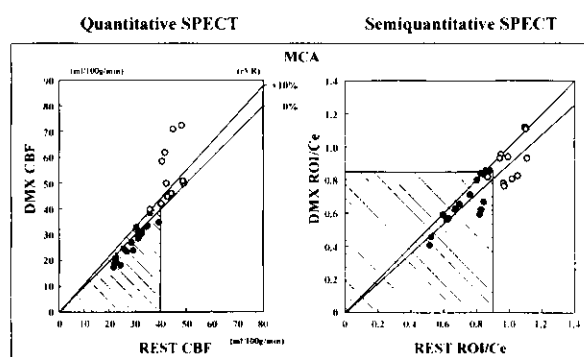 Quantitative SPECT
Semiquantitative SPECT
MCA
(ml/100g/min)
(rVR)
+10%
0%
90
80
70
60
50
40
30
20
10
0
DMX CBF
0 10 20 30 40 50 60 70 80
REST CBF
(ml/100g/min)
1.4
1.2
1.0
0.8
0.6
0.4
0.2
0
DMX ROI/Ce
0 0.2 0.4 0.6 0.8 1.0 1.2 1.4
REST ROI/Ce